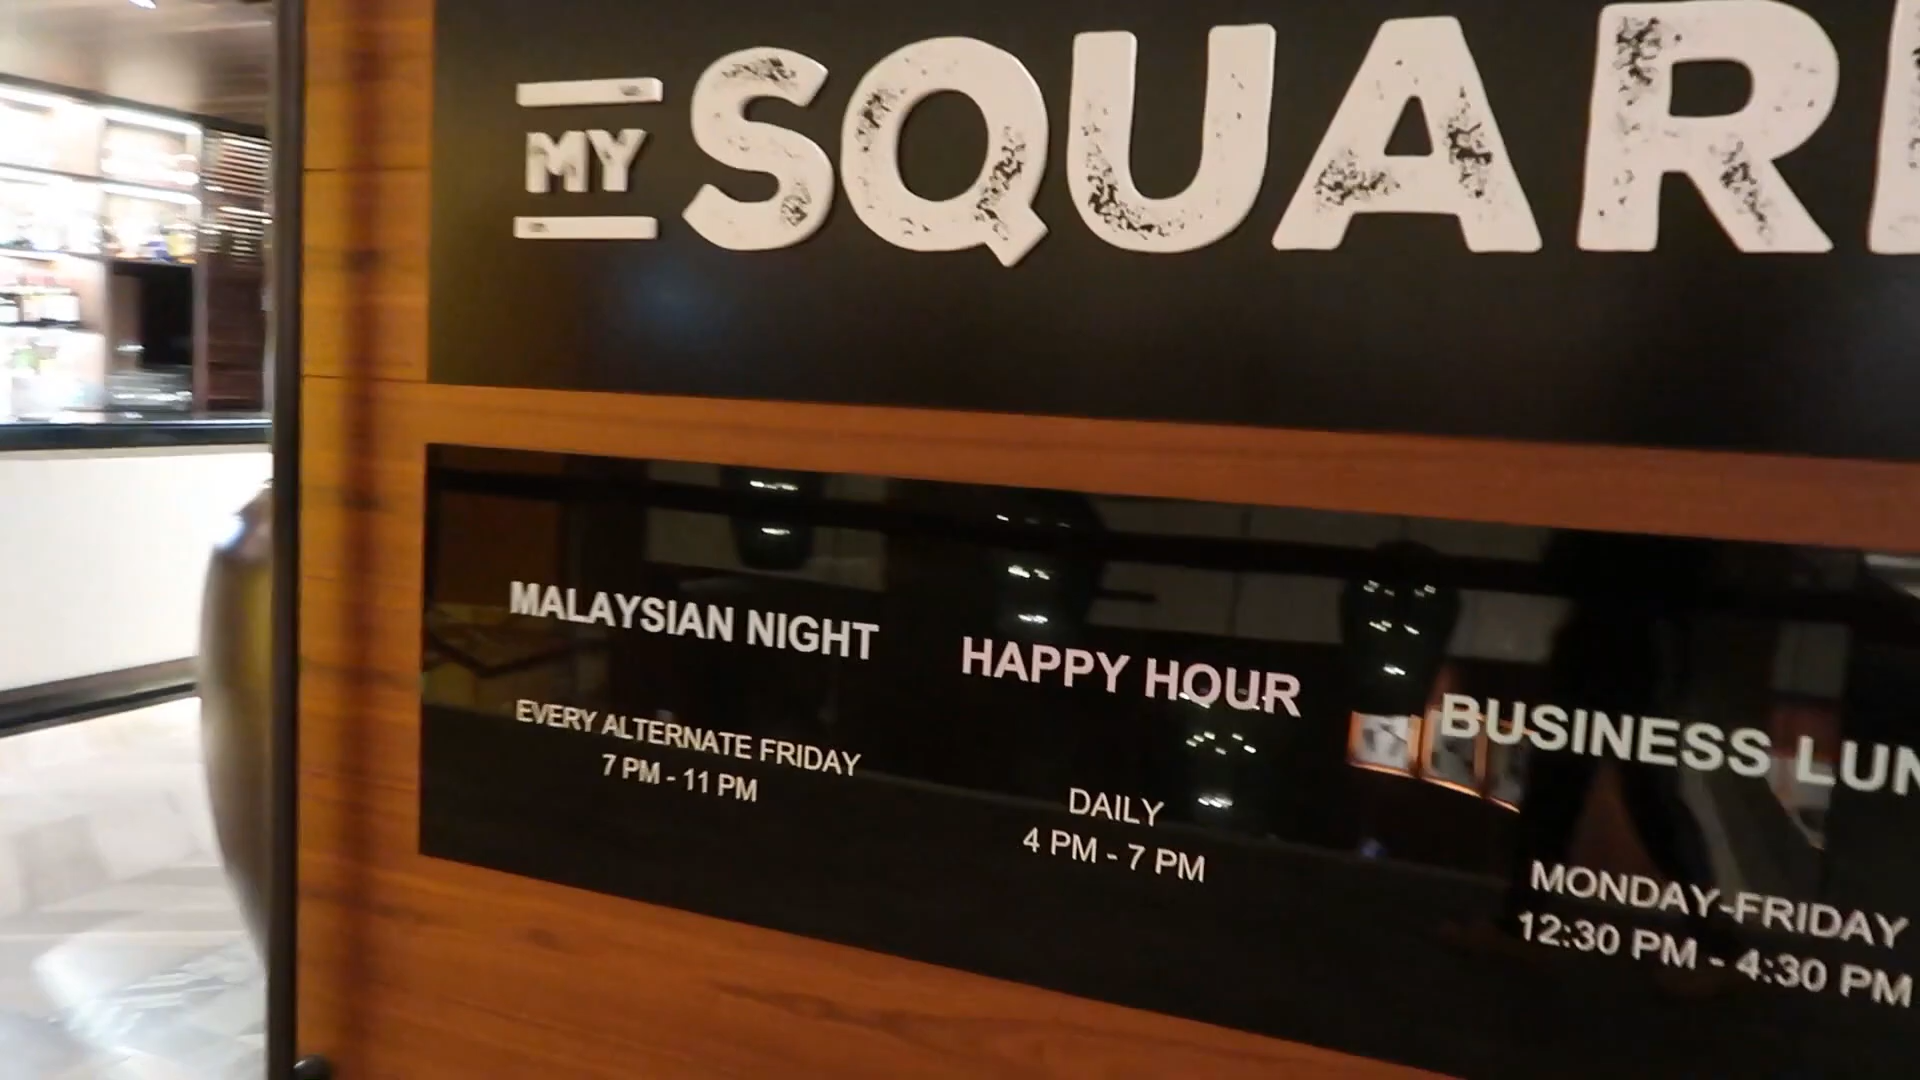 MY
SQUAR
MALAYSIAN NIGHT
EVERY ALTERNATE FRIDAY
7 PM - 11 PM
HAPPY HOUR
DAILY
4 PM - 7 PM
BUSINESS LUN
MONDAY-FRIDAY
12:30 PM - 4:30 PM